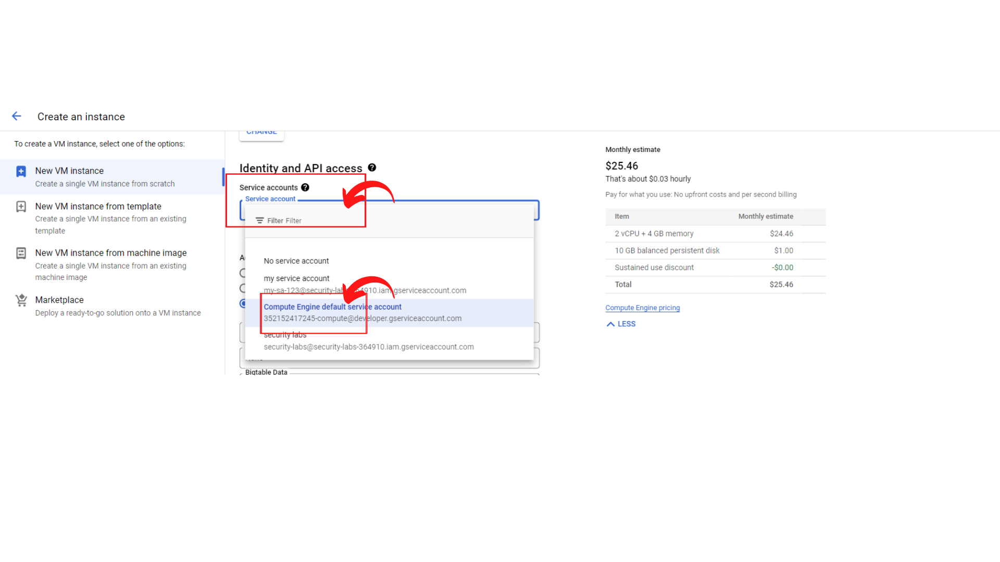 Create an instance
To create a VM instance, select one of the options:
New VM instance
Create a single VM instance from scratch
New VM instance from template
Create a single VM instance from an existing
template
New VM instance from machine image
Create a single VM instance from an existing
machine image
Marketplace
Deploy a ready-to-go solution onto a VM instance
CHANGE
Identity and API access
Service accounts
Service account
Filter Filter
No service account
my service account
my-sa-123@security-labs-364910.iam.gserviceaccount.com
Compute Engine default service account
352152417245-compute@developer.gserviceaccount.com
security labs
security-labs@security-labs-364910.iam.gserviceaccount.com
Bigtable Data
Monthly estimate
$25.46
That's about $0.03 hourly
Pay for what you use: No upfront costs and per second billing
Item Monthly estimate
2 vCPU + 4 GB memory $24.46
10 GB balanced persistent disk $1.00
Sustained use discount -$0.00
Total $25.46
Compute Engine pricing
LESS